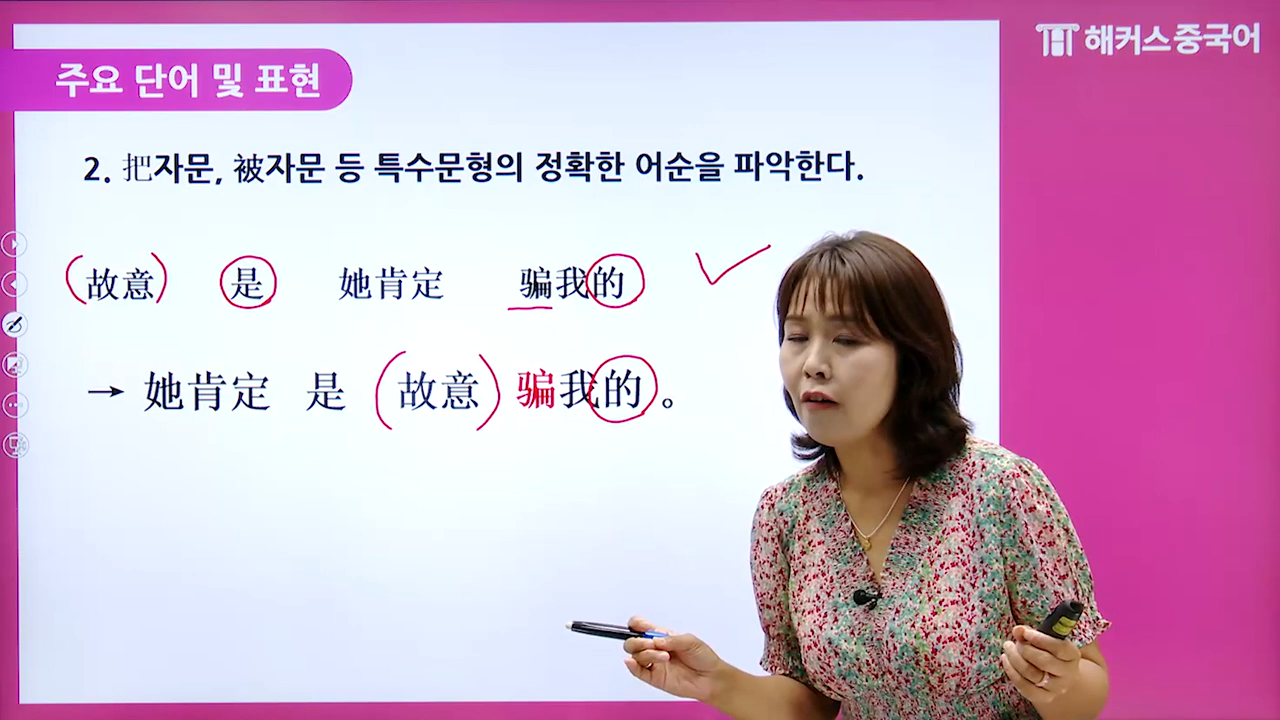 해커스 중국어
주요 단어 및 표현
2. 把자문, 被자문 등 특수문형의 정확한 어순을 파악한다.
故意 是 她肯定 骗我的
→ 她肯定 是 故意 骗我的。